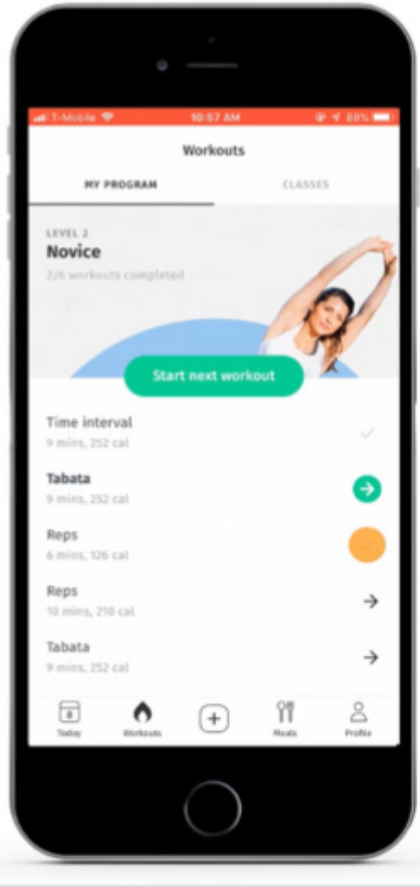 T-Mobile 10:57 AM 68%
Workouts
MY PROGRAM CLASSES
LEVEL 2
Novice
2/6 workouts completed
Start next workout
Time interval
9 mins, 252 cal
Tabata
9 mins, 252 cal
Reps
6 mins, 126 cal
Reps
10 mins, 210 cal
Tabata
9 mins, 252 cal
Today Workouts Meals Profile